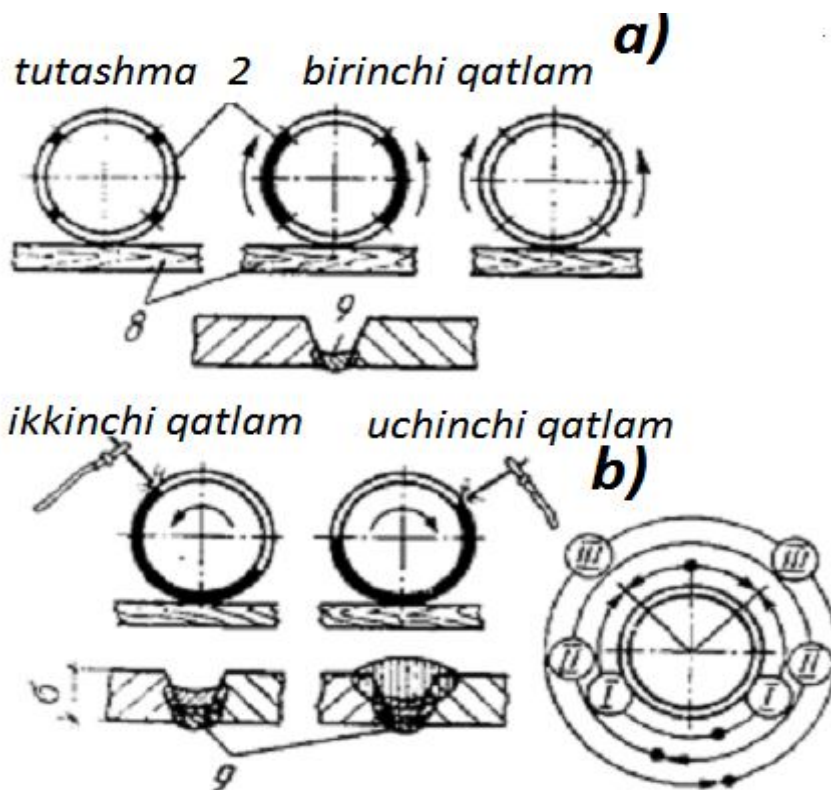 a)
tutashma 2 birinchi qatlam
8
9
ikkinchi qatlam uchinchi qatlam
b)
III III
II II
I I
σ
9